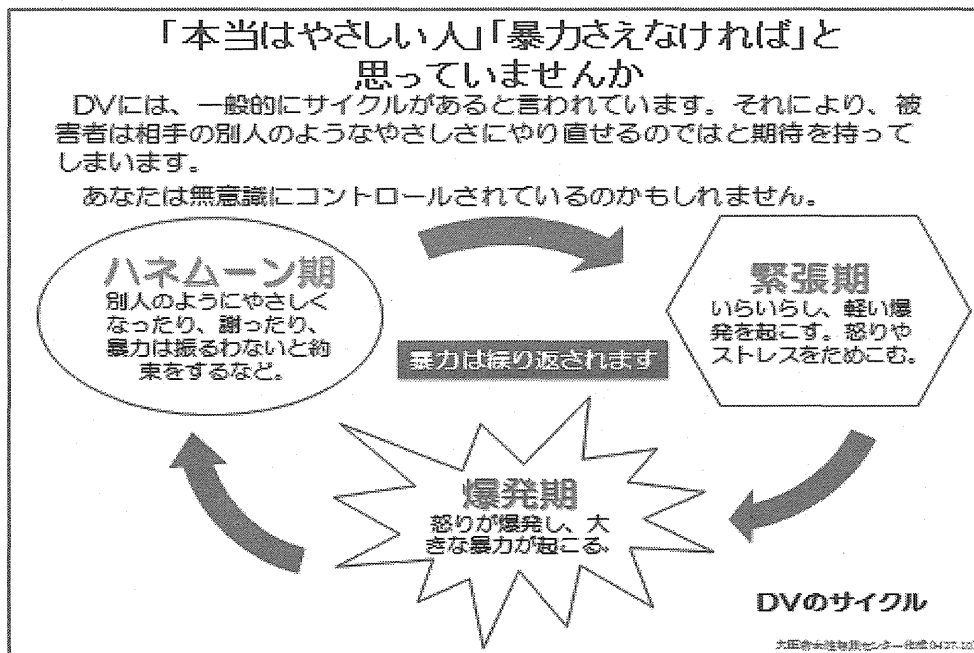 「本当はやさしい人」「暴力さえなければ」と
思っていませんか
DVには、一般的にサイクルがあると言われています。それにより、被
害者は相手の別人のようなやさしさにやり直せるのではと期待を持って
しまいます。
あなたは無意識にコントロールされているのかもしれません。
ハネムーン期
別人のようにやさしく
なったり、謝ったり、
暴力は振るわないと約
束をするなど。
緊張期
いらいらし、軽い爆
発を起こす。怒りや
ストレスをためこむ。
暴力は繰り返されます
爆発期
怒りが爆発し、大
きな暴力が起こる。
DVのサイクル